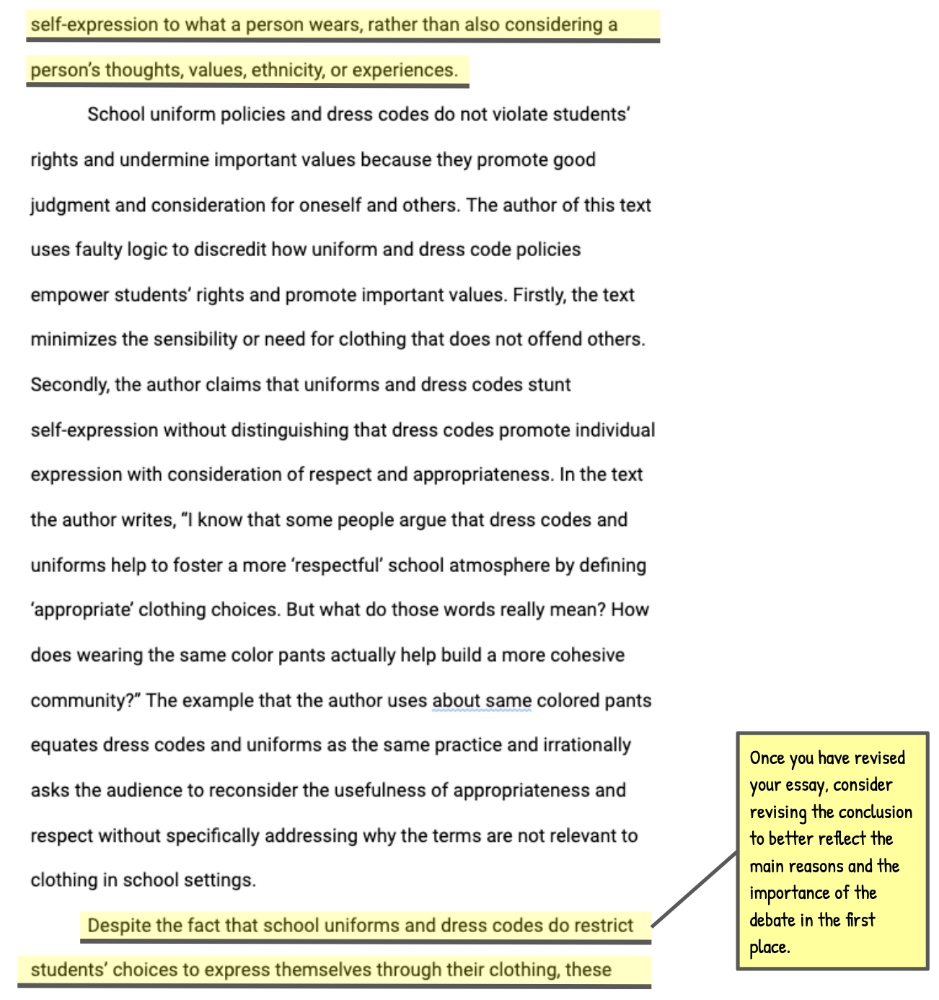 self-expression to what a person wears, rather than also considering a
person’s thoughts, values, ethnicity, or experiences.
School uniform policies and dress codes do not violate students’
rights and undermine important values because they promote good
judgment and consideration for oneself and others. The author of this text
uses faulty logic to discredit how uniform and dress code policies
empower students’ rights and promote important values. Firstly, the text
minimizes the sensibility or need for clothing that does not offend others.
Secondly, the author claims that uniforms and dress codes stunt
self-expression without distinguishing that dress codes promote individual
expression with consideration of respect and appropriateness. In the text
the author writes, “I know that some people argue that dress codes and
uniforms help to foster a more ‘respectful’ school atmosphere by defining
‘appropriate’ clothing choices. But what do those words really mean? How
does wearing the same color pants actually help build a more cohesive
community?” The example that the author uses about same colored pants
equates dress codes and uniforms as the same practice and irrationally
asks the audience to reconsider the usefulness of appropriateness and
respect without specifically addressing why the terms are not relevant to
clothing in school settings.
Despite the fact that school uniforms and dress codes do restrict
students’ choices to express themselves through their clothing, these
Once you have revised
your essay, consider
revising the conclusion
to better reflect the
main reasons and the
importance of the
debate in the first
place.